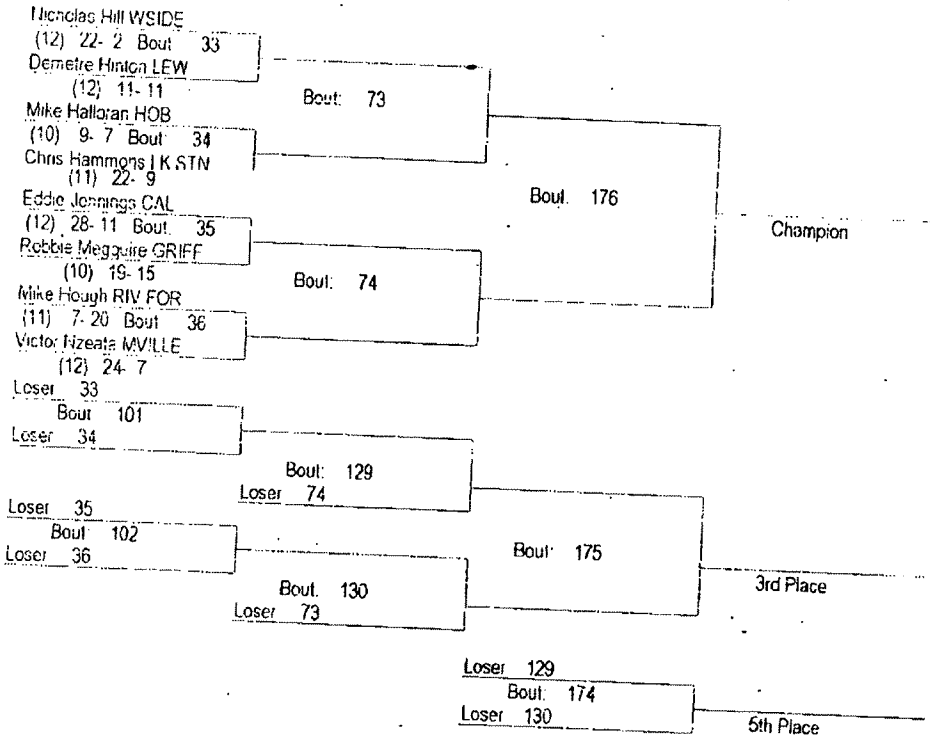 Nicholas Hill WSIDE
(12) 22- 2 Bout 33
Demetre Hinton LEW
(12) 11- 11
Bout: 73
Mike Halloran HOB
(10) 9- 7 Bout 34
Chris Hammons L K STN
(11) 22- 9
Bout. 176
Champion
Eddie Jennings CAL
(12) 28- 11 Bout. 35
Robbie Megquire GRIFF
(10) 19- 15
Bout: 74
Mike Hough RIV FOR
(11) 7- 20 Bout 36
Victor MVILLE
(12) 24- 7
Loser 33
Bout 101
Loser 34
Bout: 129
Loser 74
Loser 35
Bout: 102
Loser 36
Bout: 175
3rd Place
Bout. 130
Loser 73
Loser 129
Bout: 174
Loser 130
5th Place